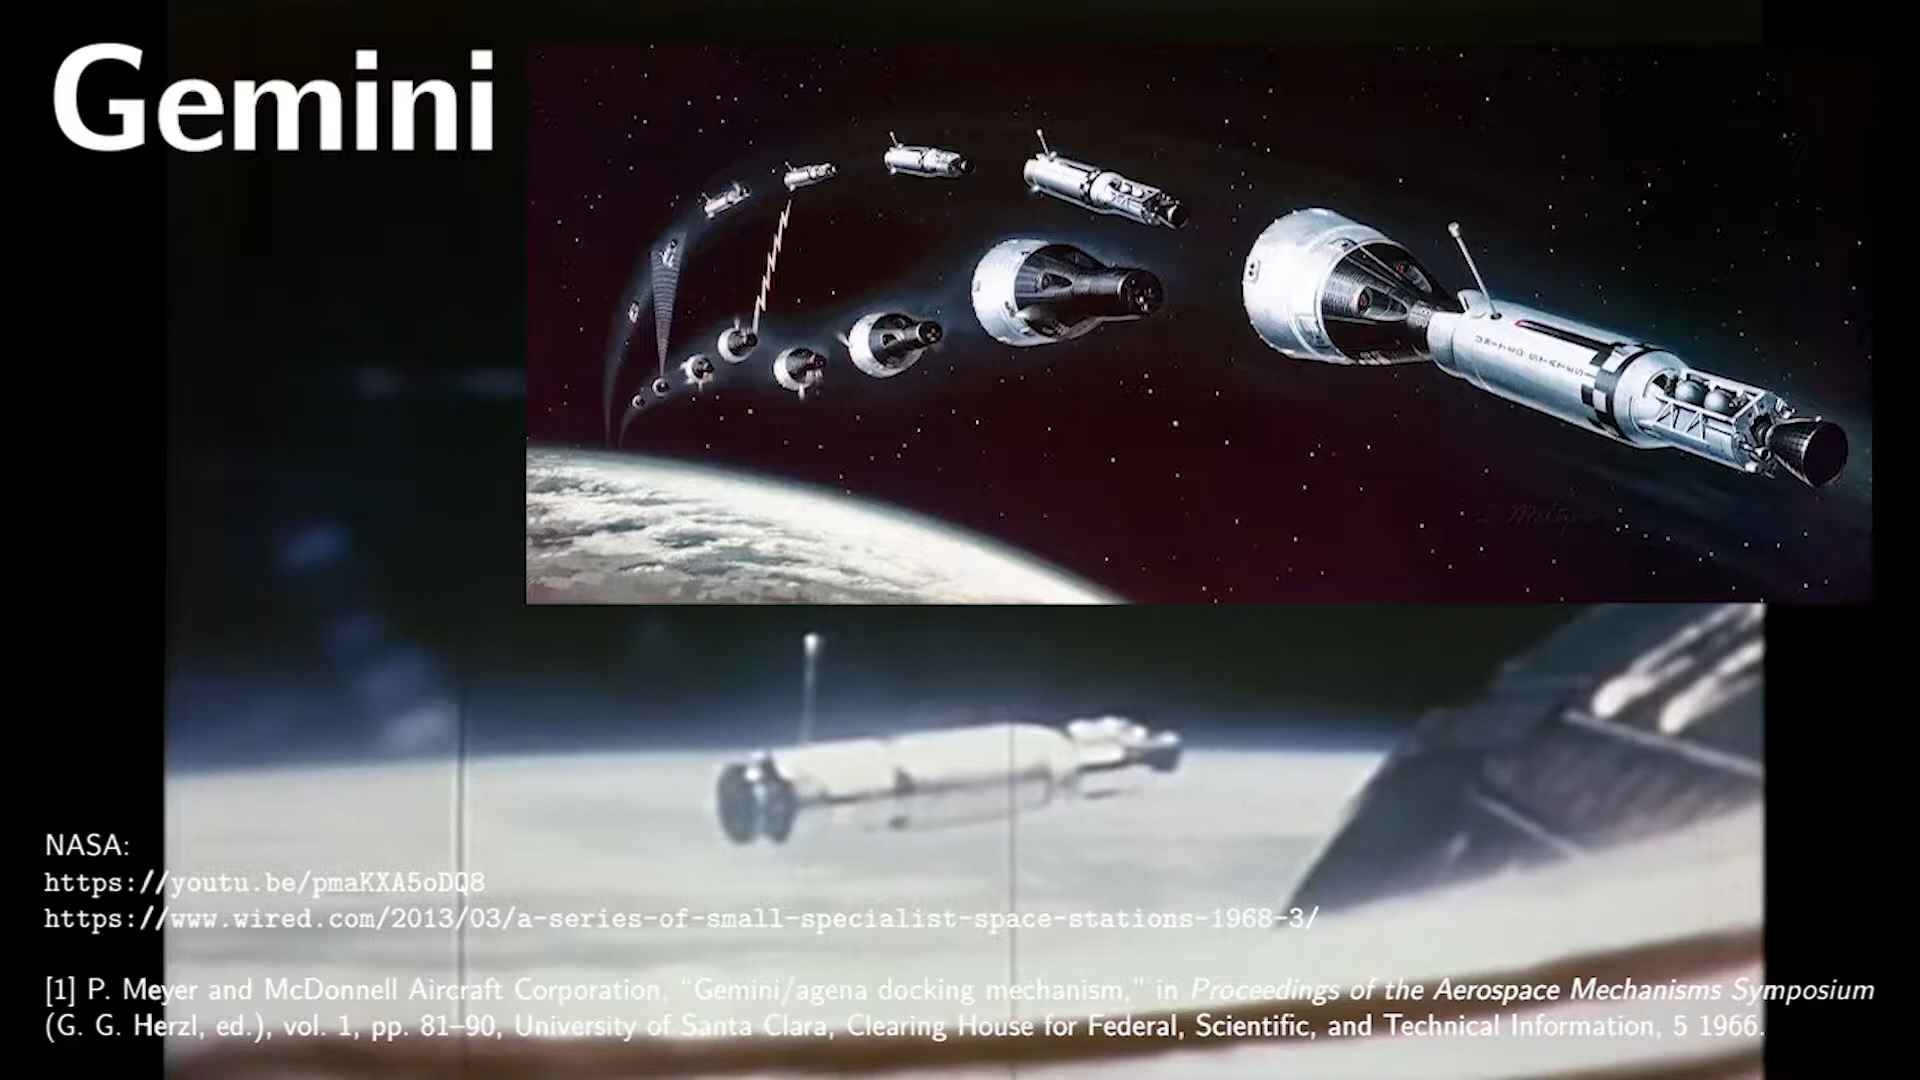 Gemini
UNITED STATES
NASA:
https://youtu.be/pmaKXA5oDQ8
https://www.wired.com/2013/03/a-series-of-small-specialist-space-stations-1968-3/
[1] P. Meyer and McDonnell Aircraft Corporation, “Gemini/agena docking mechanism,” in Proceedings of the Aerospace Mechanisms Symposium
(G. G. Herzl, ed.), vol. 1, pp. 81–90, University of Santa Clara, Clearing House for Federal, Scientific, and Technical Information, 5 1966.